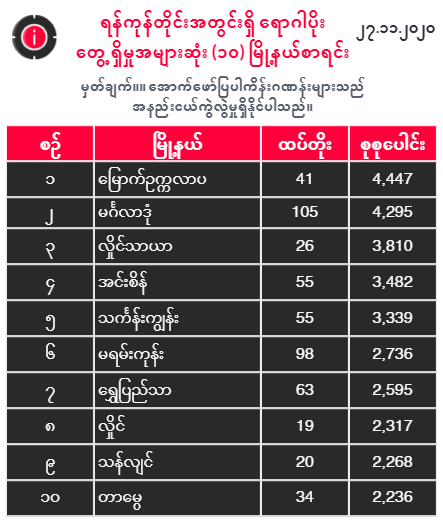 ရန်ကုန်တိုင်းအတွင်းရှိ ရောဂါပိုး ၂၇.၁၁.၂၀၂၀
တွေ့ရှိမှုအများဆုံး (၁၀) မြို့နယ်စာရင်း
မှတ်ချက်။ ။ အောက်ဖော်ပြပါကိန်းဂဏန်းများသည်
အနည်းငယ်ကွဲလွဲမှုရှိနိုင်ပါသည်။
စဉ် မြို့နယ် ထပ်တိုး စုစုပေါင်း
၁ မြောက်ဥက္ကလာပ 41 4,447
၂ မင်္ဂလာဒုံ 105 4,295
၃ လှိုင်သာယာ 26 3,810
၄ အင်းစိန် 55 3,482
၅ သင်္ကန်းကျွန်း 55 3,339
၆ မရမ်းကုန်း 98 2,736
၇ ရွှေပြည်သာ 63 2,595
၈ လှိုင် 19 2,317
၉ သန်လျင် 20 2,268
၁၀ တာမွေ 34 2,236